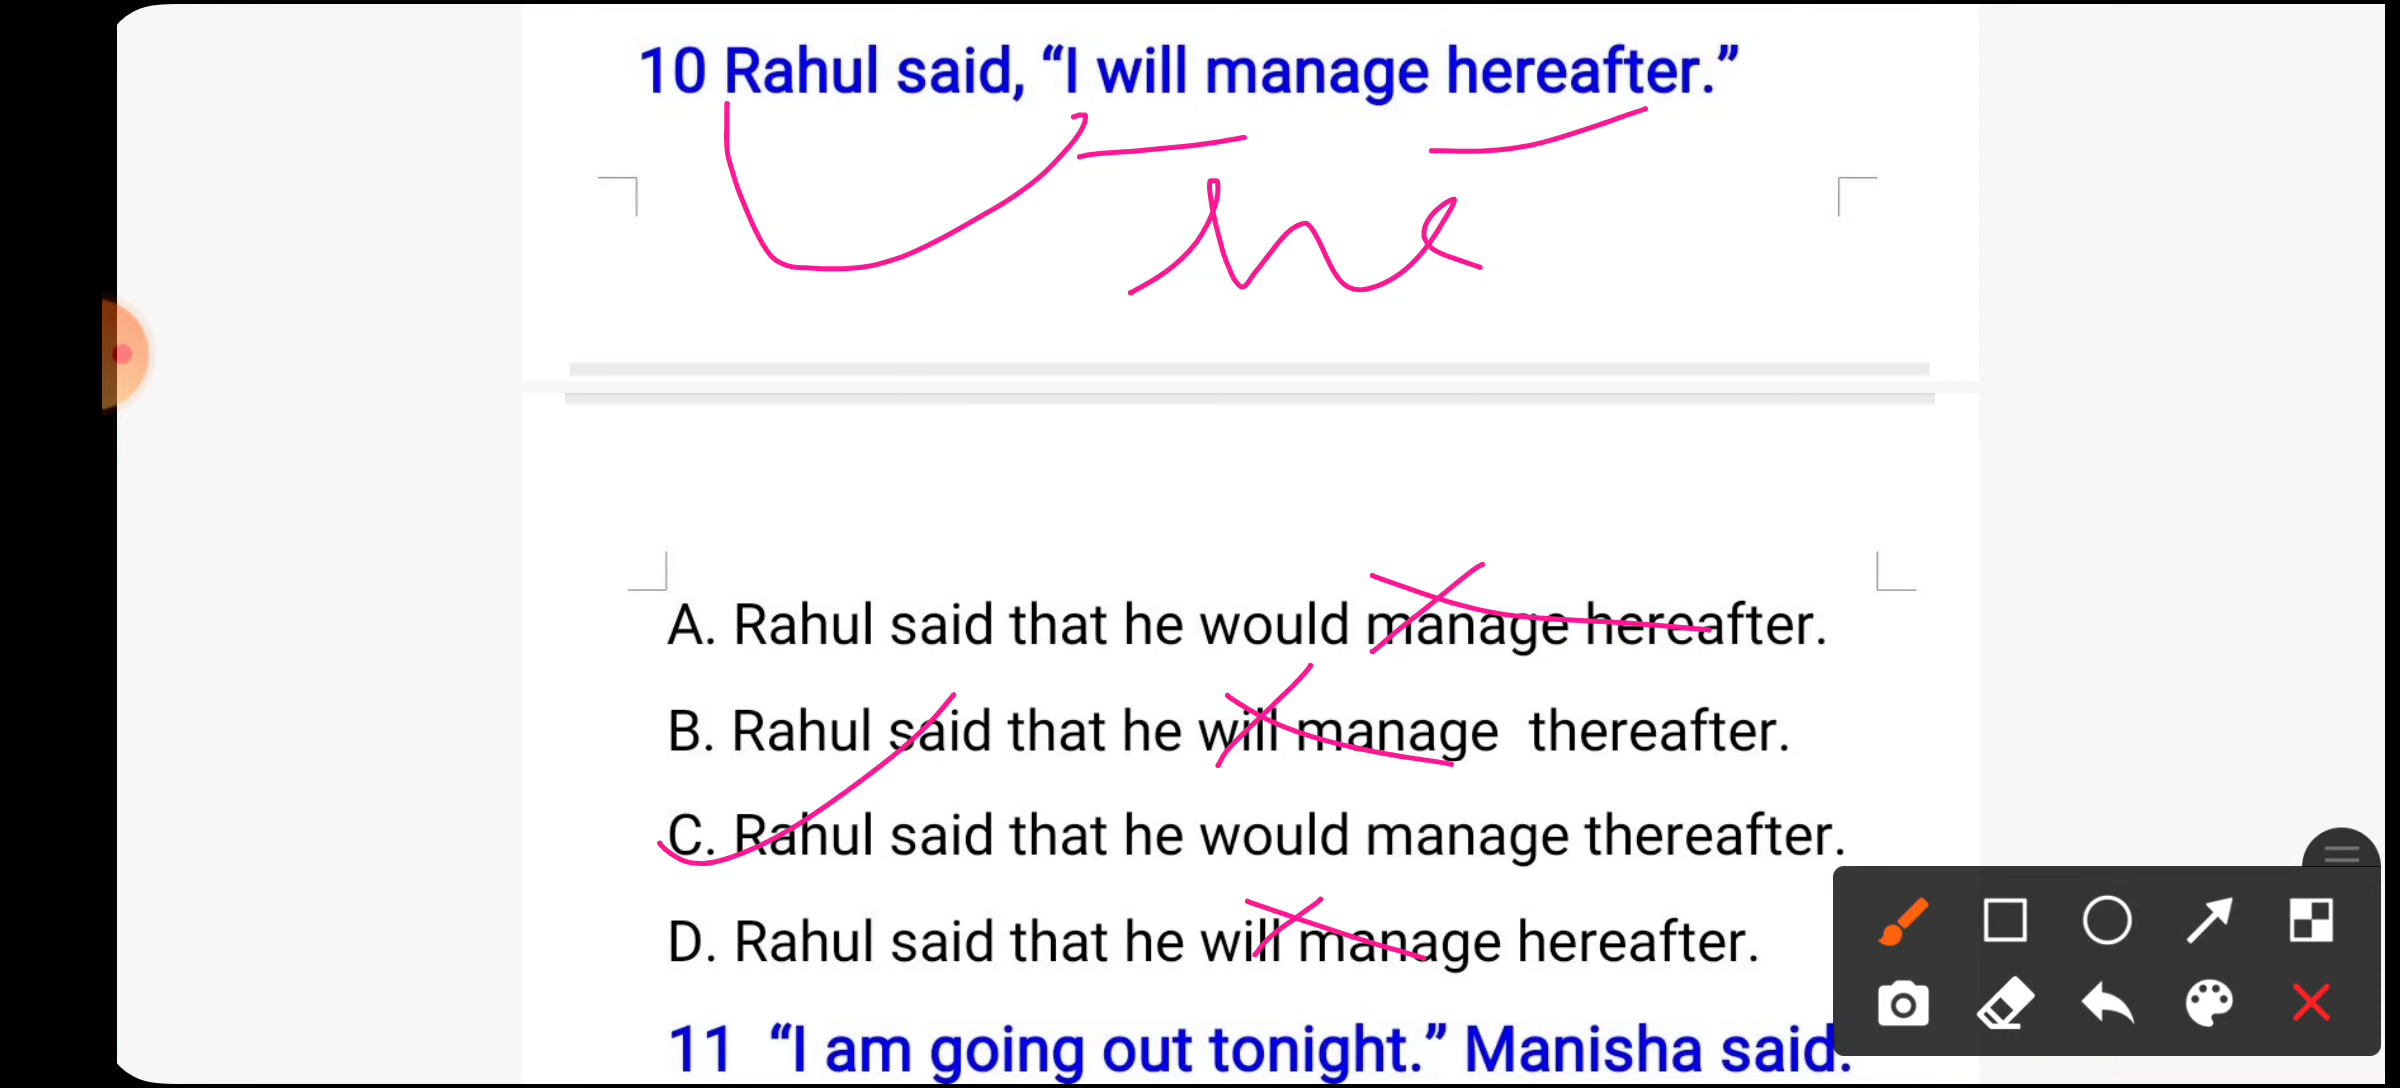 10 Rahul said, “I will manage hereafter.”
he
A. Rahul said that he would manage hereafter.
B. Rahul said that he will manage thereafter.
C. Rahul said that he would manage thereafter.
D. Rahul said that he will manage hereafter.
11 “I am going out tonight.” Manisha said.